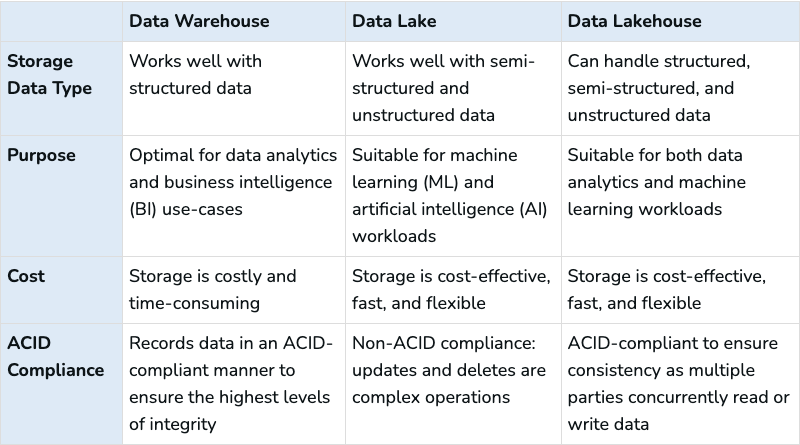 Data Warehouse Data Lake Data Lakehouse
Storage Data Type
Works well with
structured data
Works well with semi-
structured and
unstructured data
Can handle structured,
semi-structured, and
unstructured data
Purpose
Optimal for data analytics
and business intelligence
(BI) use-cases
Suitable for machine
learning (ML) and
artificial intelligence (AI)
workloads
Suitable for both data
analytics and machine
learning workloads
Cost
Storage is costly and
time-consuming
Storage is cost-effective,
fast, and flexible
Storage is cost-effective,
fast, and flexible
ACID
Compliance
Records data in an ACID-
compliant manner to
ensure the highest levels
of integrity
Non-ACID compliance:
updates and deletes are
complex operations
ACID-compliant to ensure
consistency as multiple
parties concurrently read or
write data